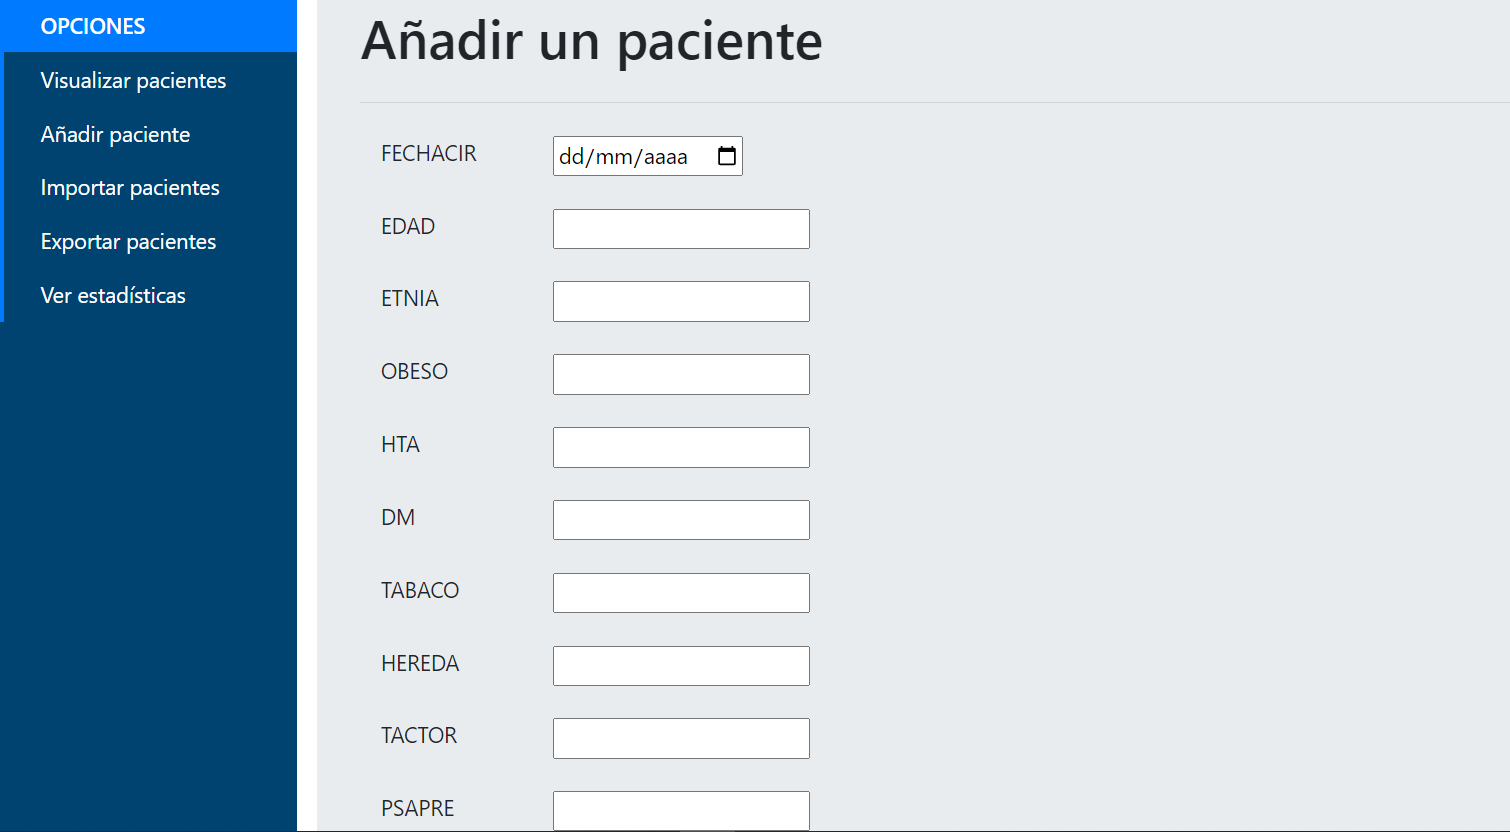 OPCIONES
Visualizar pacientes
Añadir paciente
Importar pacientes
Exportar pacientes
Ver estadísticas
Añadir un paciente
FECHACIR dd/mm/aaaa
EDAD
ETNIA
OBESO
HTA
DM
TABACO
HEREDA
TACTOR
PSAPRE